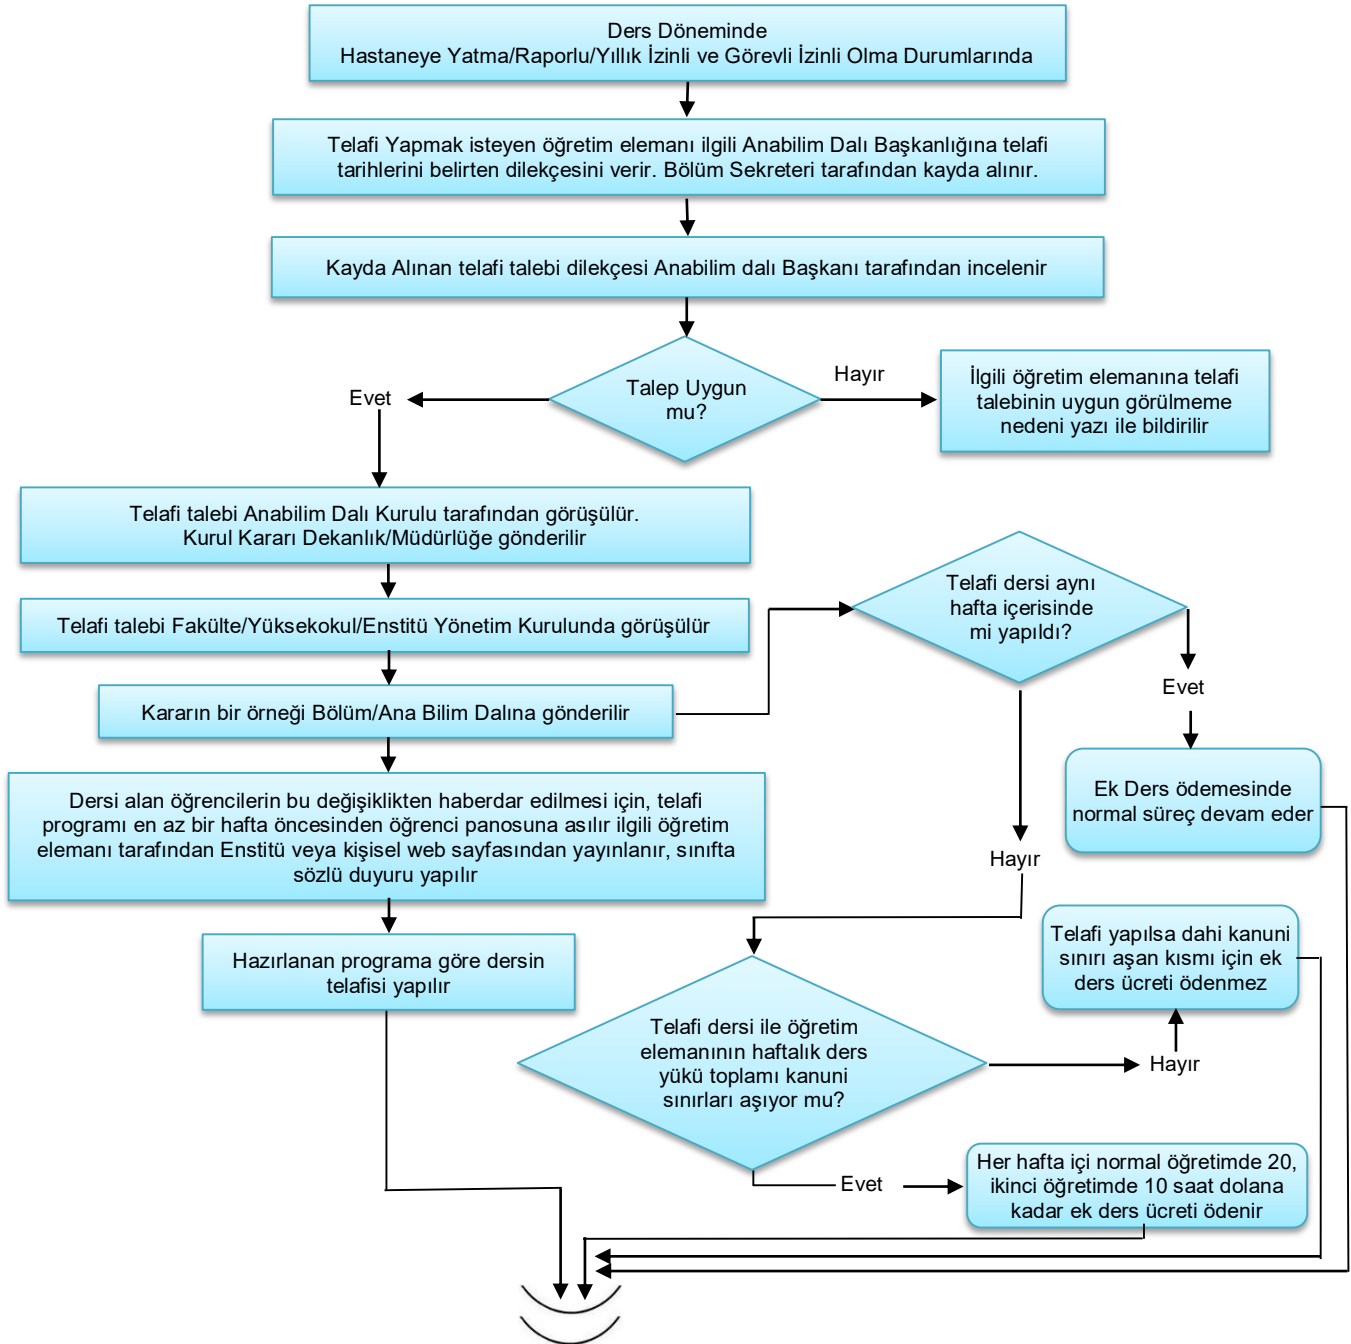 Ders Döneminde
Hastaneye Yatma/Raporlu/Yıllık İzinli ve Görevli İzinli Olma Durumlarında
Telafi Yapmak isteyen öğretim elemanı ilgili Anabilim Dalı Başkanlığına telafi
tarihlerini belirten dilekçesini verir. Bölüm Sekreteri tarafından kayda alınır.
Kayda Alınan telafi talebi dilekçesi Anabilim dalı Başkanı tarafından incelenir
Talep Uygun
mu?
Hayır
İlgili öğretim elemanına telafi
talebinin uygun görülmeme
nedeni yazı ile bildirilir
Evet
Telafi talebi Anabilim Dalı Kurulu tarafından görüşülür.
Kurul Kararı Dekanlık/Müdürlüğe gönderilir
Telafi talebi Fakülte/Yüksekokul/Enstitü Yönetim Kurulunda görüşülür
Kararın bir örneği Bölüm/Ana Bilim Dalına gönderilir
Telafi dersi aynı
hafta içerisinde
mi yapıldı?
Evet
Ek Ders ödemesinde
normal süreç devam eder
Dersi alan öğrencilerin bu değişiklikten haberdar edilmesi için, telafi
programı en az bir hafta öncesinden öğrenci panosuna asılır ilgili öğretim
elemanı tarafından Enstitü veya kişisel web sayfasından yayınlanır, sınıfta
sözlü duyuru yapılır
Hayır
Hazırlanan programa göre dersin
telafisi yapılır
Telafi yapılsa dahi kanuni
sınırı aşan kısmı için ek
ders ücreti ödenmez
Telafi dersi ile öğretim
elemanının haftalık ders
yükü toplamı kanuni
sınırları aşıyor mu?
Hayır
Evet
Her hafta içi normal öğretimde 20,
ikinci öğretimde 10 saat dolana
kadar ek ders ücreti ödenir